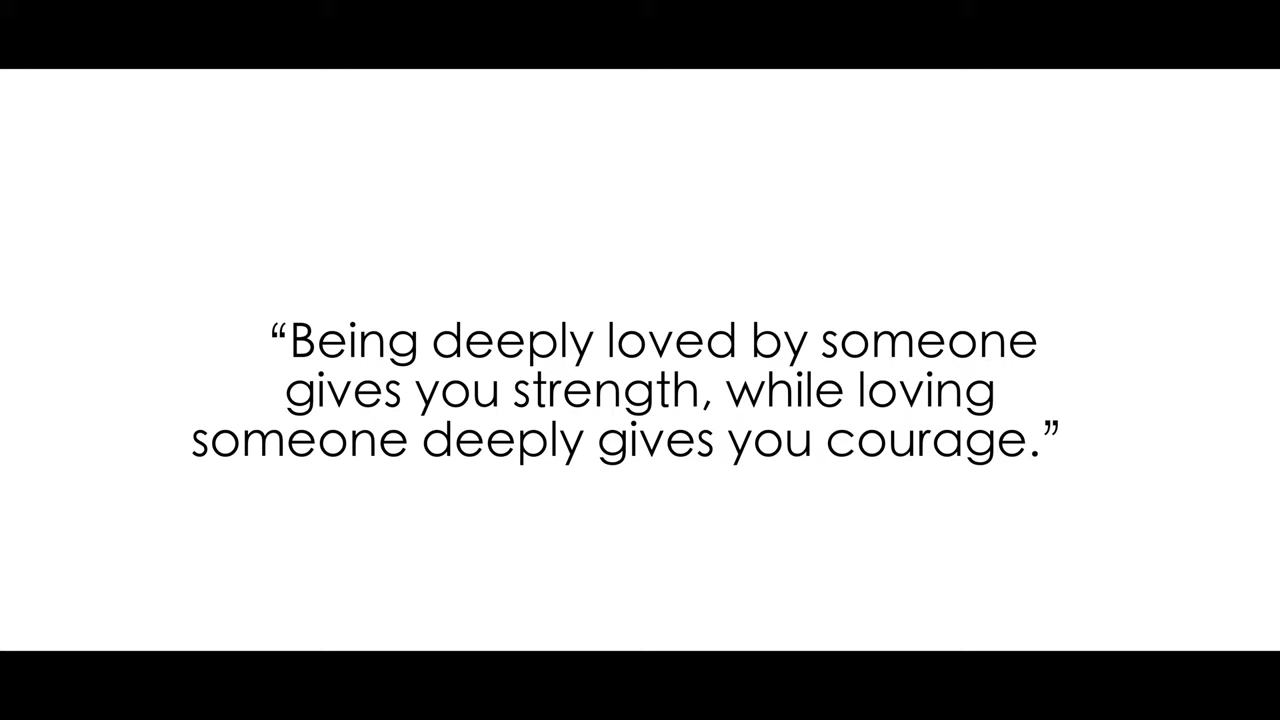 “Being deeply loved by someone
gives you strength, while loving
someone deeply gives you courage.”